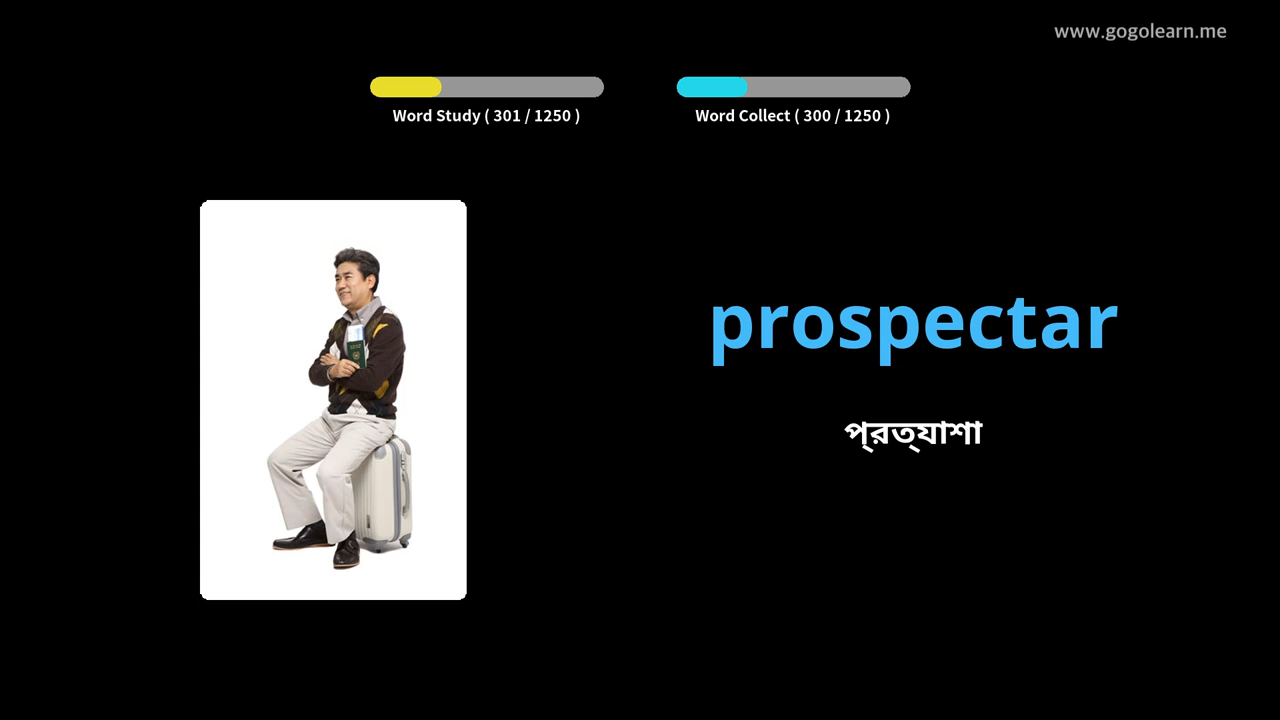 www.gogolearn.me
Word Study ( 301 / 1250 )
Word Collect ( 300 / 1250 )
prospectar
প্রত্যাশা